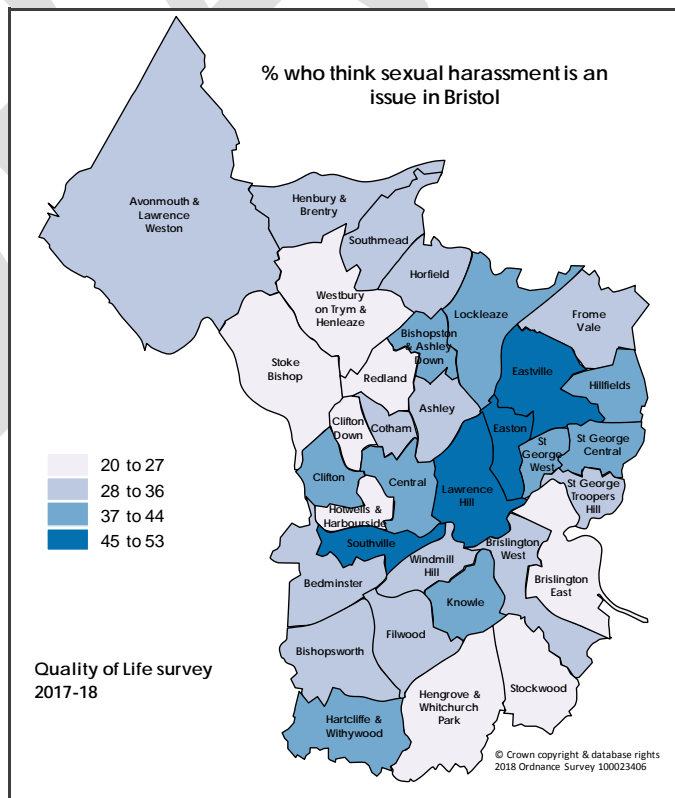 % who think sexual harassment is an
issue in Bristol
Avonmouth &
Lawrence
Weston
Henbury &
Brentry
Southmead
Horfield
Westbury
on Trym &
Henleaze
Lockleaze
Frome
Vale
Bishopston
& Ashley
Down
Stoke
Bishop
Redland
Eastville
Hillfields
Clifton
Down
Cotham
Ashley
Easton
St
George
West
St George
Central
Clifton
Central
Lawrence
Hill
St George
Troopers
Hill
Hotwells &
Harbourside
Southville
Brislington
West
Windmill
Hill
Bedminster
Brislington
East
Knowle
Filwood
Bishopsworth
Stockwood
Hengrove &
Whitchurch
Park
Hartcliffe &
Withywood
20 to 27
28 to 36
37 to 44
45 to 53
Quality of Life survey
2017-18
© Crown copyright & database rights
2018 Ordnance Survey 100023406